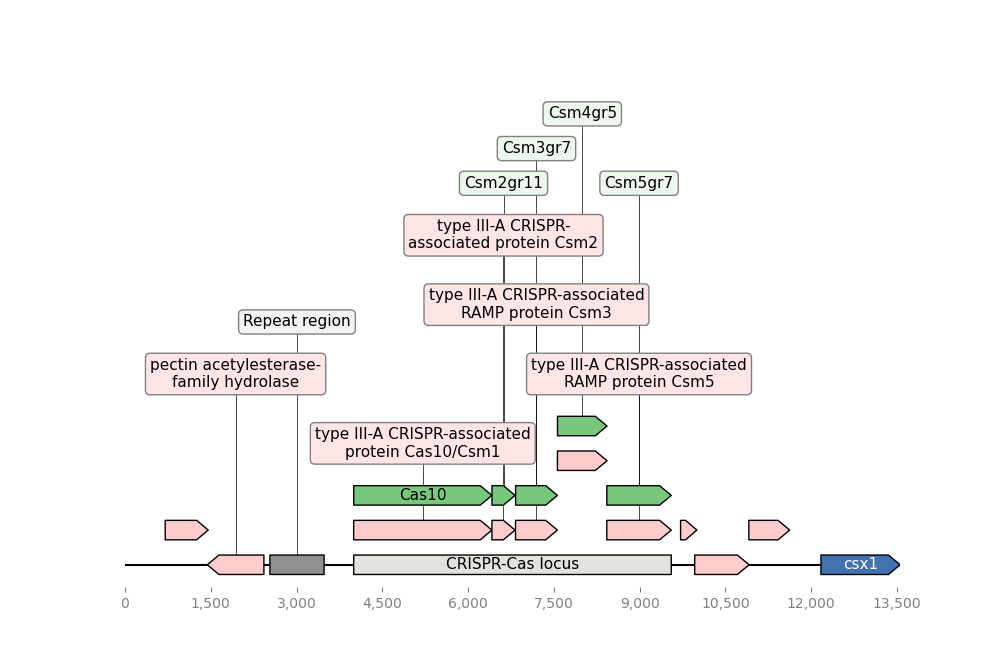 Csm4gr5
Csm3gr7
Csm2gr11
Csm5gr7
type III-A CRISPR-
associated protein Csm2
type III-A CRISPR-associated
RAMP protein Csm3
Repeat region
pectin acetylesterase-
family hydrolase
type III-A CRISPR-associated
RAMP protein Csm5
type III-A CRISPR-associated
protein Cas10/Csm1
Cas10
CRISPR-Cas locus
csx1
0 1,500 3,000 4,500 6,000 7,500 9,000 10,500 12,000 13,500